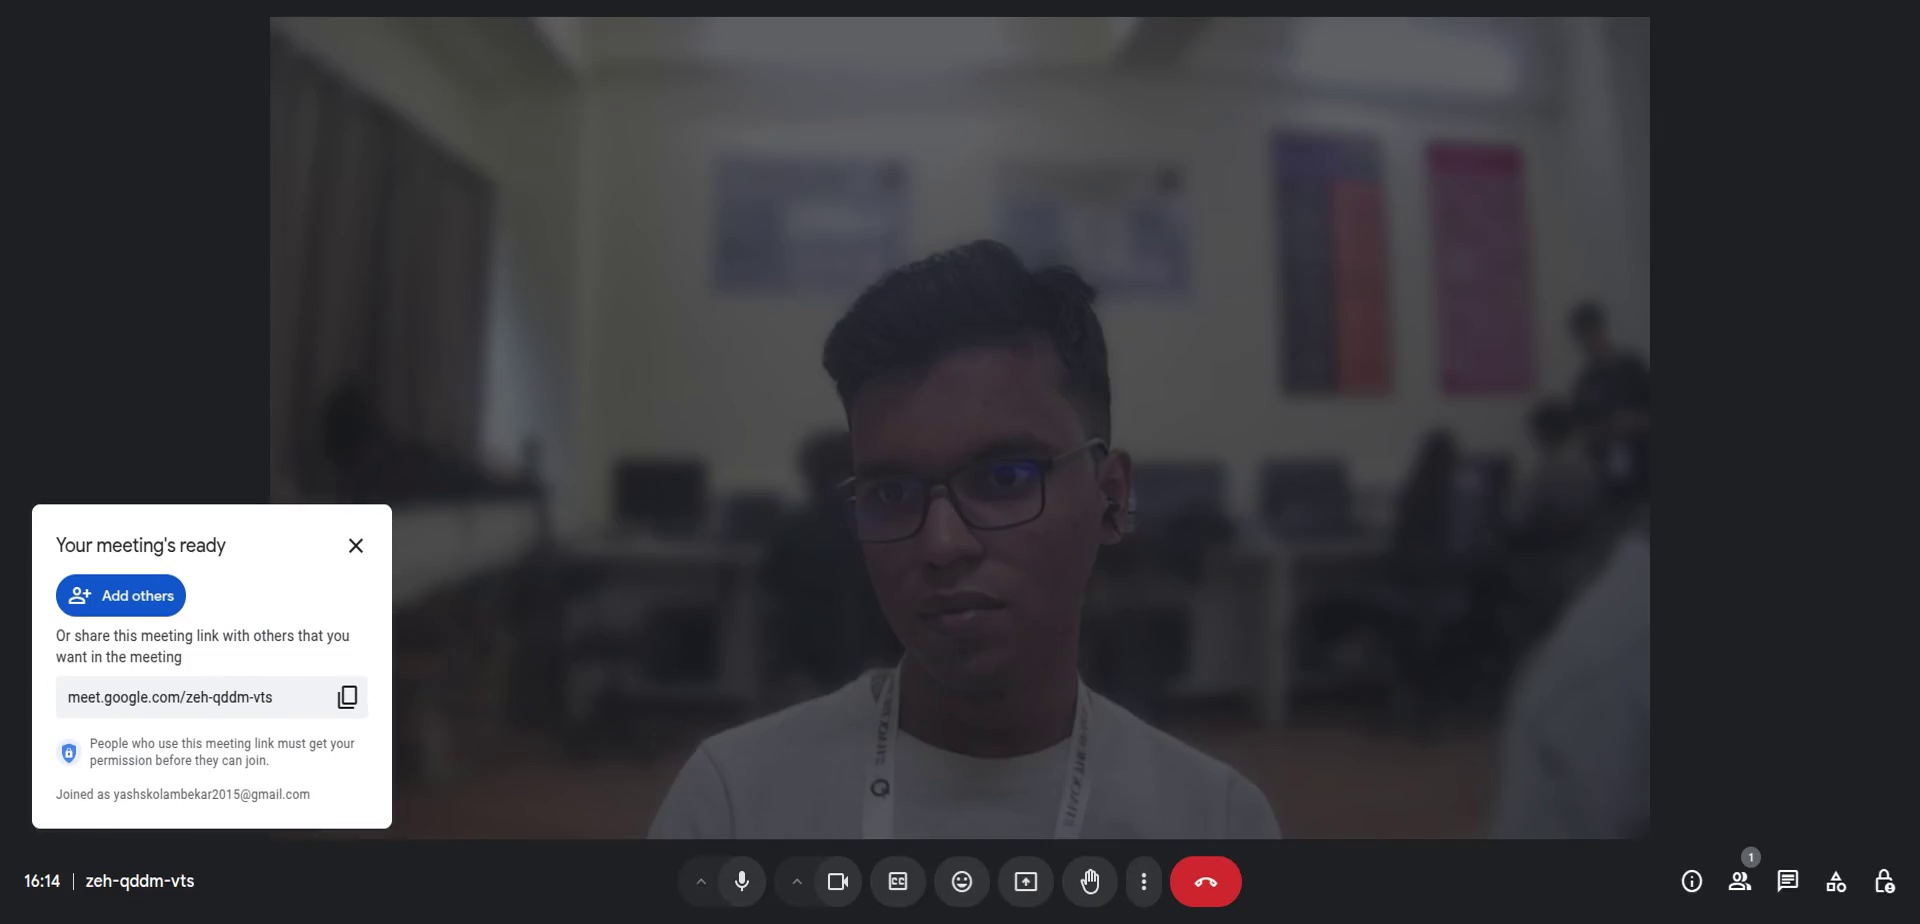 Your meeting's ready
Add others
Or share this meeting link with others that you
want in the meeting
meet.google.com/zeh-qddm-vts
People who use this meeting link must get your
permission before they can join.
Joined as yashskolambekar2015@gmail.com
16:14 | zeh-qddm-vts
CC
1